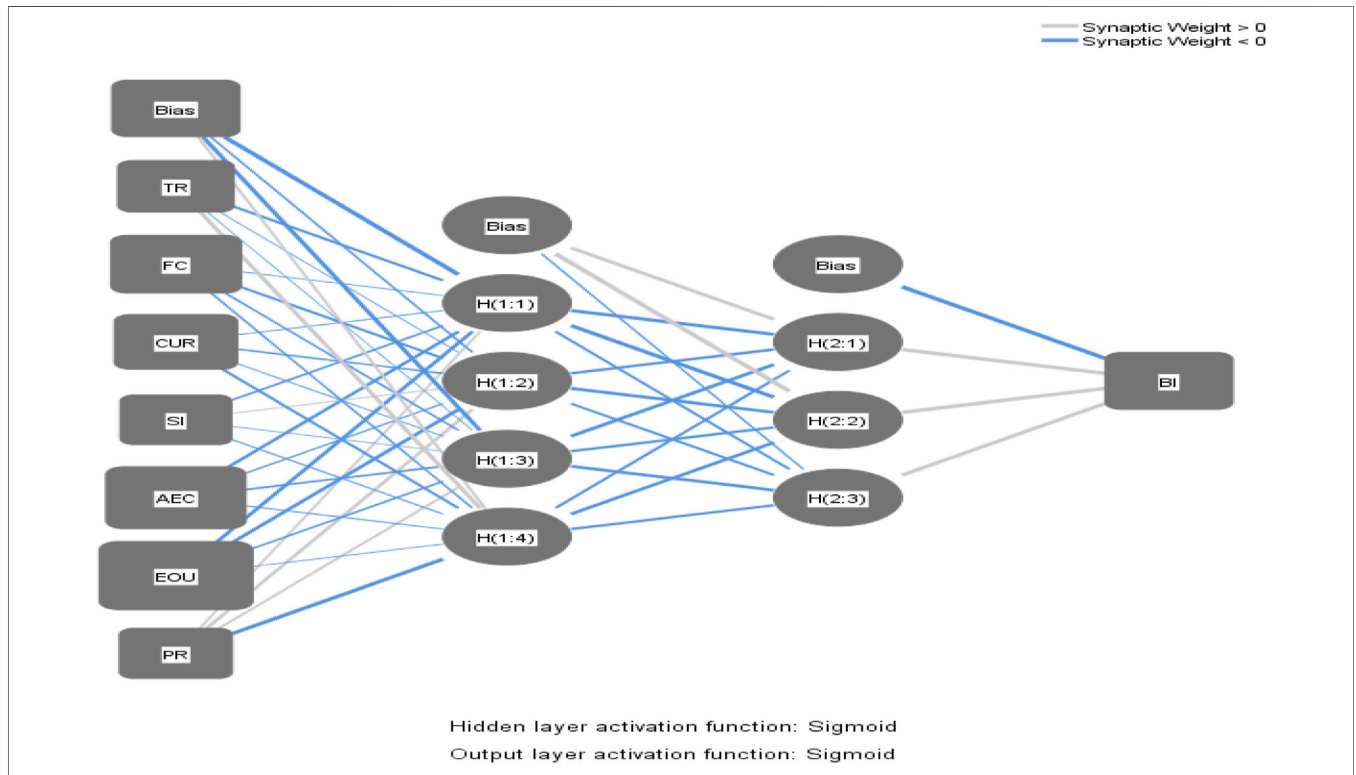 Synaptic Weight > 0
Synaptic Weight < 0
Bias
TR
FC
CUR
SI
AEC
EOU
PR
Bias
H(1:1)
H(1:2)
H(1:3)
H(1:4)
Bias
H(2:1)
H(2:2)
H(2:3)
BI
Hidden layer activation function: Sigmoid
Output layer activation function: Sigmoid